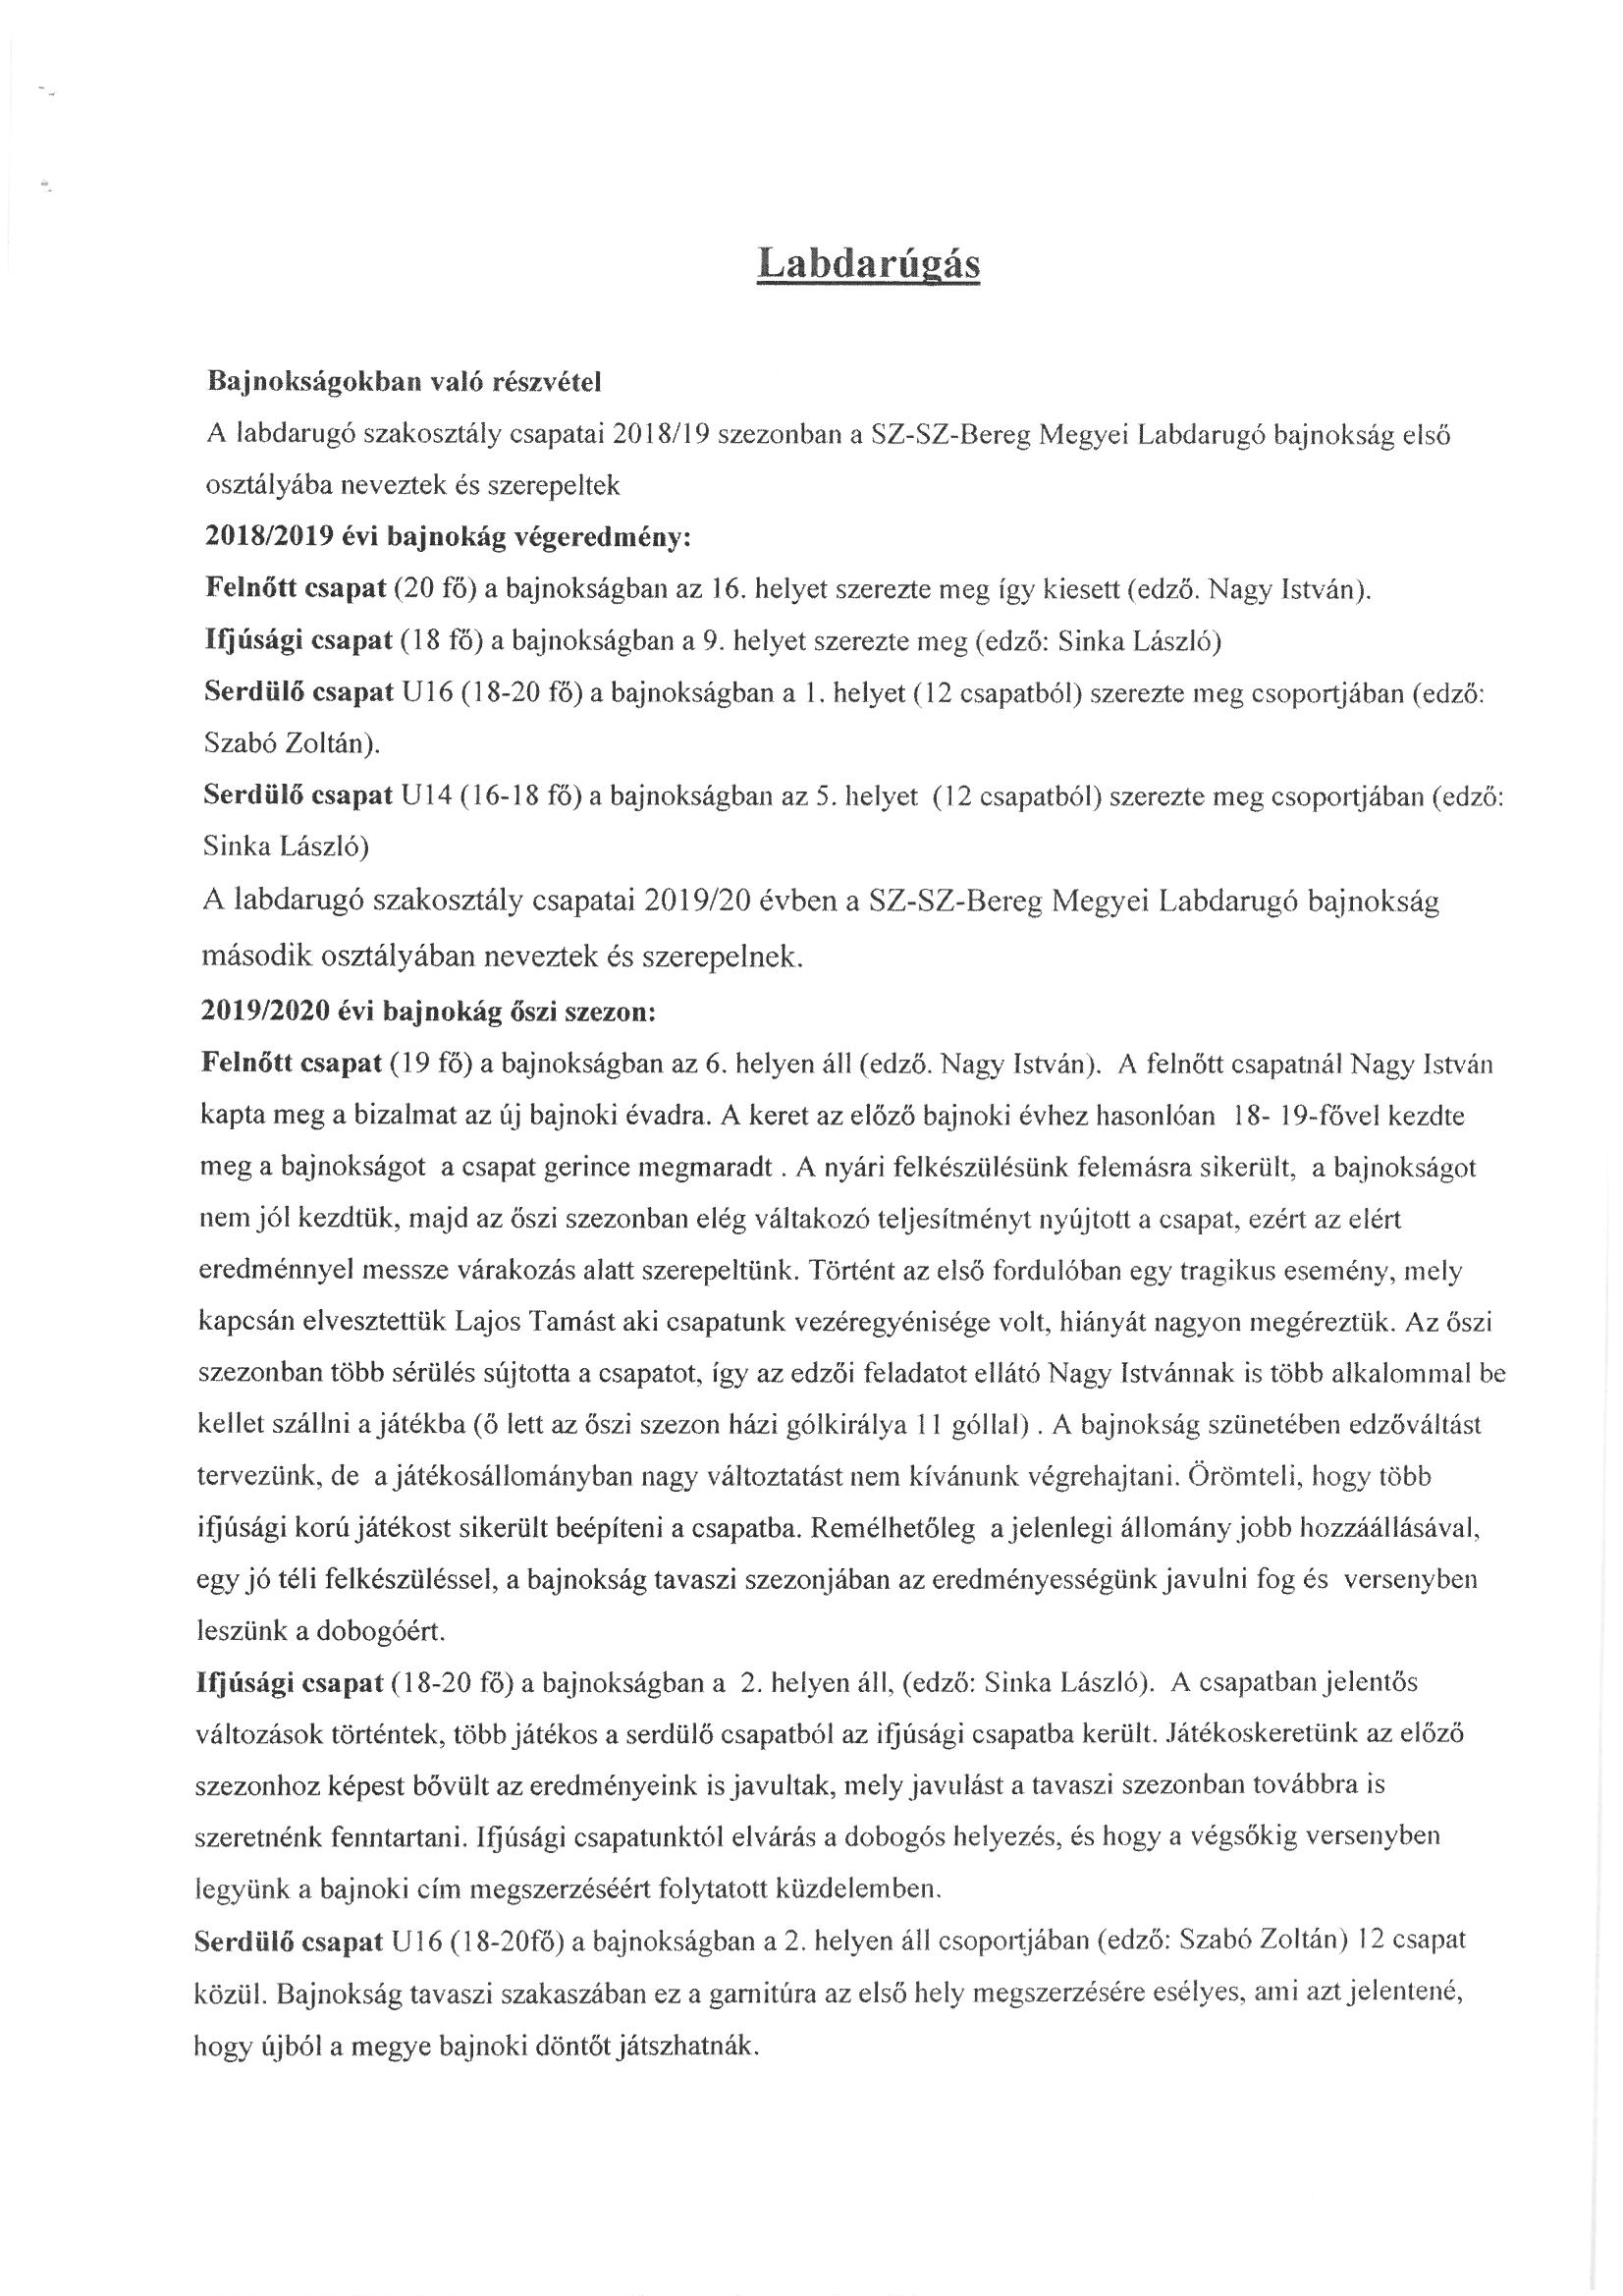 Labdarúgás
Bajnokságokban való részvétel
A labdarugó szakosztály csapatai 2018/19 szezonban a SZ-SZ-Bereg Megyei Labdarugó bajnokság első
osztályába neveztek és szerepeltek
2018/2019 évi bajnokág végeredmény:
Felnőtt csapat (20 fő) a bajnokságban az 16. helyet szerezte meg így kiesett (edző. Nagy István).
Ifjúsági csapat (18 fő) a bajnokságban a 9. helyet szerezte meg (edző: Sinka László)
Serdülő csapat U16 (18-20 fő) a bajnokságban a 1. helyet (12 csapatból) szerezte meg csoportjában (edző:
Szabó Zoltán).
Serdülő csapat U14 (16-18 fő) a bajnokságban az 5. helyet (12 csapatból) szerezte meg csoportjában (edző:
Sinka László)
A labdarugó szakosztály csapatai 2019/20 évben a SZ-SZ-Bereg Megyei Labdarugó bajnokság
második osztályában neveztek és szerepelnek.
2019/2020 évi bajnokág őszi szezon:
Felnőtt csapat (19 fő) a bajnokságban az 6. helyen áll (edző. Nagy István). A felnőtt csapatnál Nagy István
kapta meg a bizalmat az új bajnoki évadra. A keret az előző bajnoki évhez hasonlóan 18- 19-fővel kezdte
meg a bajnokságot a csapat gerince megmaradt . A nyári felkészülésünk felemásra sikerült, a bajnokságot
nem jól kezdtük, majd az őszi szezonban elég váltakozó teljesítményt nyújtott a csapat, ezért az elért
eredménnyel messze várakozás alatt szerepeltünk. Történt az első fordulóban egy tragikus esemény, mely
kapcsán elvesztettük Lajos Tamást aki csapatunk vezéregyénisége volt, hiányát nagyon megéreztük. Az őszi
szezonban több sérülés sújtotta a csapatot, így az edzői feladatot ellátó Nagy Istvánnak is több alkalommal be
kellet szállni a játékba (ő lett az őszi szezon házi gólkirálya 11 góllal) . A bajnokság szünetében edzőváltást
tervezünk, de a játékosállományban nagy változtatást nem kívánunk végrehajtani. Örömteli, hogy több
ifjúsági korú játékost sikerült beépíteni a csapatba. Remélhetőleg a jelenlegi állomány jobb hozzáállásával,
egy jó téli felkészüléssel, a bajnokság tavaszi szezonjában az eredményességünk javulni fog és versenyben
leszünk a dobogóért.
Ifjúsági csapat (18-20 fő) a bajnokságban a 2. helyen áll, (edző: Sinka László). A csapatban jelentős
változások történtek, több játékos a serdülő csapatból az ifjúsági csapatba került. Játékoskeretünk az előző
szezonhoz képest bővült az eredményeink is javultak, mely javulást a tavaszi szezonban továbbra is
szeretnénk fenntartani. Ifjúsági csapatunktól elvárás a dobogós helyezés, és hogy a végsőkig versenyben
legyünk a bajnoki cím megszerzéséért folytatott küzdelemben.
Serdülő csapat U16 (18-20fő) a bajnokságban a 2. helyen áll csoportjában (edző: Szabó Zoltán) 12 csapat
közül. Bajnokság tavaszi szakaszában ez a garnitúra az első hely megszerzésére esélyes, ami azt jelentené,
hogy újból a megye bajnoki döntőt játszhatnák.